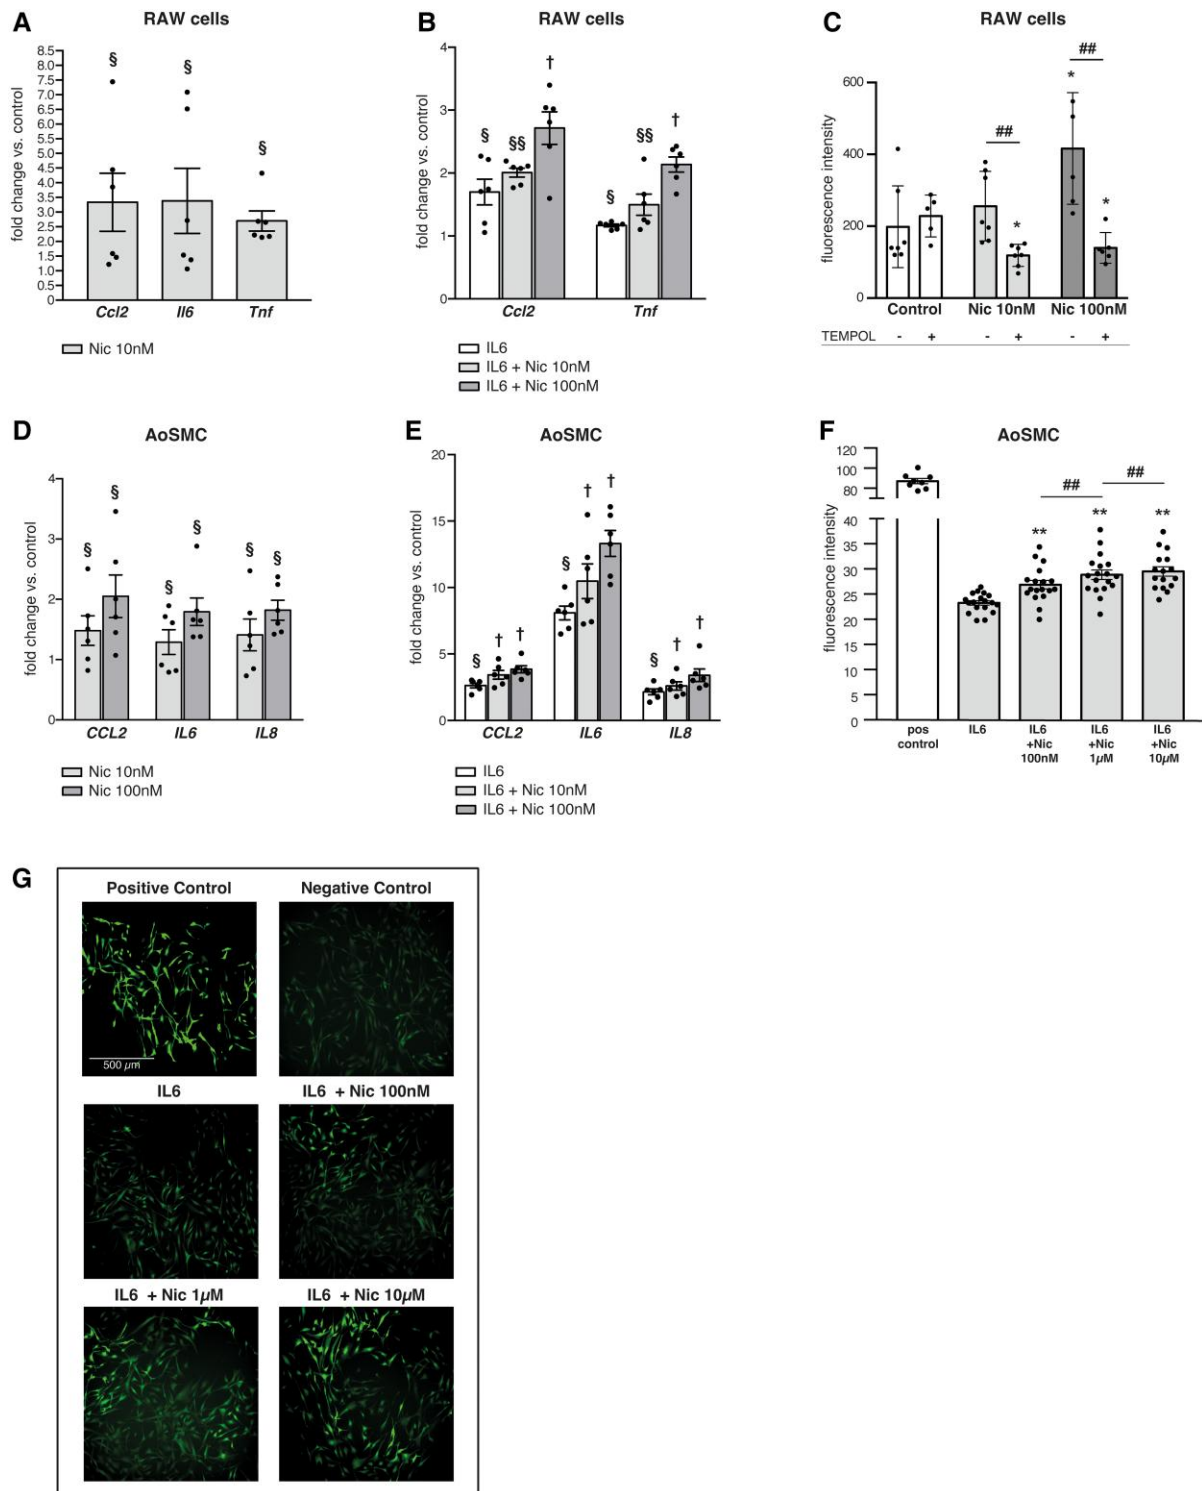 A
RAW cells
fold change vs. control
8.5
8.0
7.5
7.0
6.5
6.0
5.5
5.0
4.5
4.0
3.5
3.0
2.5
2.0
1.5
1.0
0.5
0
§
§
§
Ccl2
Il6
Tnf
Nic 10nM
B
RAW cells
fold change vs. control
4
3
2
1
0
§
§§
†
§
§§
†
Ccl2
Tnf
IL6
IL6 + Nic 10nM
IL6 + Nic 100nM
C
RAW cells
fluorescence intensity
600
400
200
0
##
*
*
##
*
Control
Nic 10nM
Nic 100nM
TEMPOL - + - + - +
D
AoSMC
fold change vs. control
4
3
2
1
0
§
§
§
§
§
§
CCL2
IL6
IL8
Nic 10nM
Nic 100nM
E
AoSMC
fold change vs. control
20
15
10
5
0
§
†
†
§
†
†
§
†
†
CCL2
IL6
IL8
IL6
IL6 + Nic 10nM
IL6 + Nic 100nM
F
AoSMC
fluorescence intensity
120
100
80
40
35
30
25
20
15
10
5
0
**
##
**
##
**
pos
control
IL6
IL6
+Nic
100nM
IL6
+Nic
1µM
IL6
+Nic
10µM
G
Positive Control
Negative Control
500 µm
IL6
IL6 + Nic 100nM
IL6 + Nic 1µM
IL6 + Nic 10µM